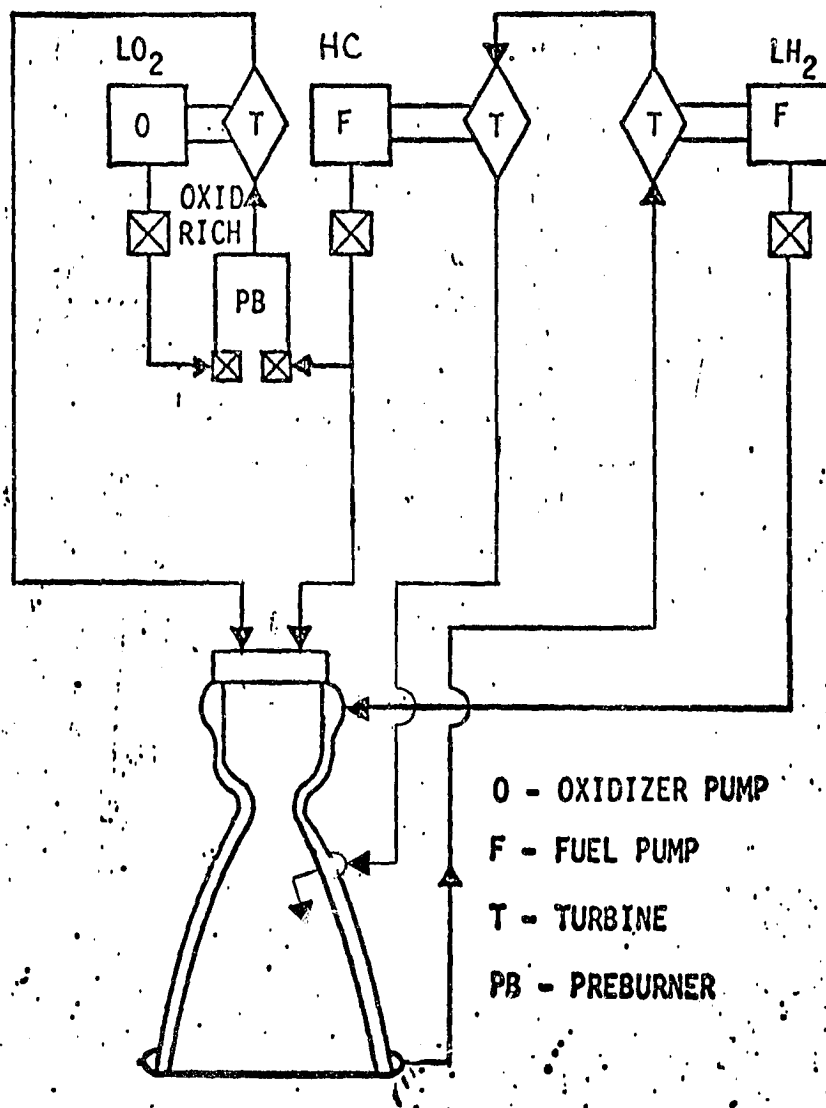 LO2
HC
LH2
O
T
F
T
T
F
OXID
RICH
PB
O - OXIDIZER PUMP
F - FUEL PUMP
T - TURBINE
PB - PREBURNER